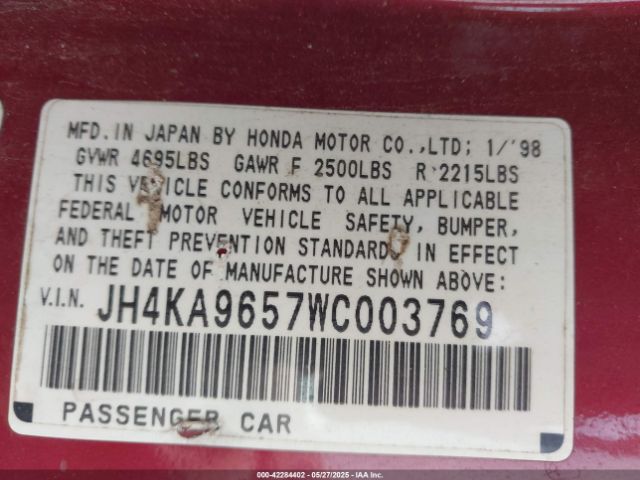 MFD. IN JAPAN BY HONDA MOTOR CO.,LTD; 1/'98
GVWR 4695LBS GAWR F 2500LBS R 2215LBS
THIS VEHICLE CONFORMS TO ALL APPLICABLE
FEDERAL MOTOR VEHICLE SAFETY, BUMPER,
AND THEFT PREVENTION STANDARDS IN EFFECT
ON THE DATE OF MANUFACTURE SHOWN ABOVE:
V.I.N. JH4KA9657WC003769
PASSENGER CAR
000-42284402 - 05/27/2025 - IAAI.COM